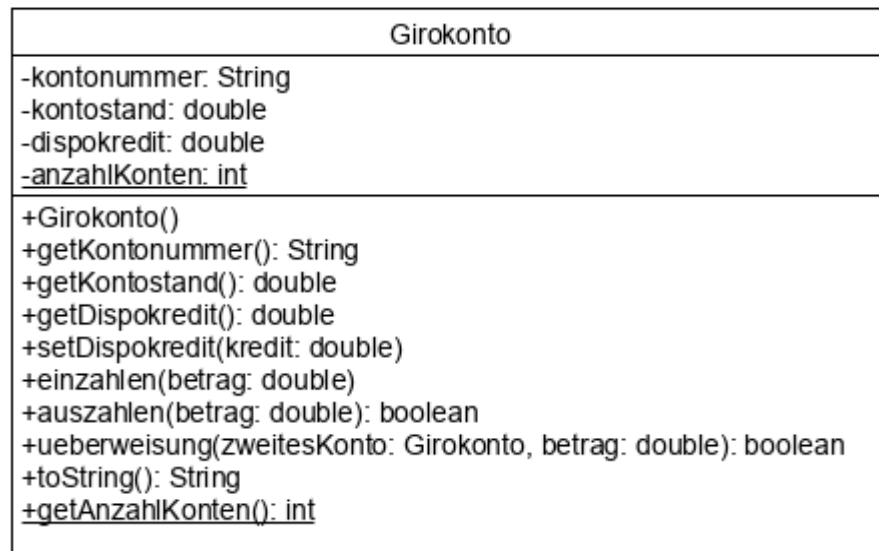 Girokonto
-kontonummer: String
-kontostand: double
-dispokredit: double
-anzahlKonten: int
+Girokonto()
+getKontonummer(): String
+getKontostand(): double
+getDispokredit(): double
+setDispokredit(kredit: double)
+einzahlen(betrag: double)
+auszahlen(betrag: double): boolean
+ueberweisung(zweitesKonto: Girokonto, betrag: double): boolean
+toString(): String
+getAnzahlKonten(): int